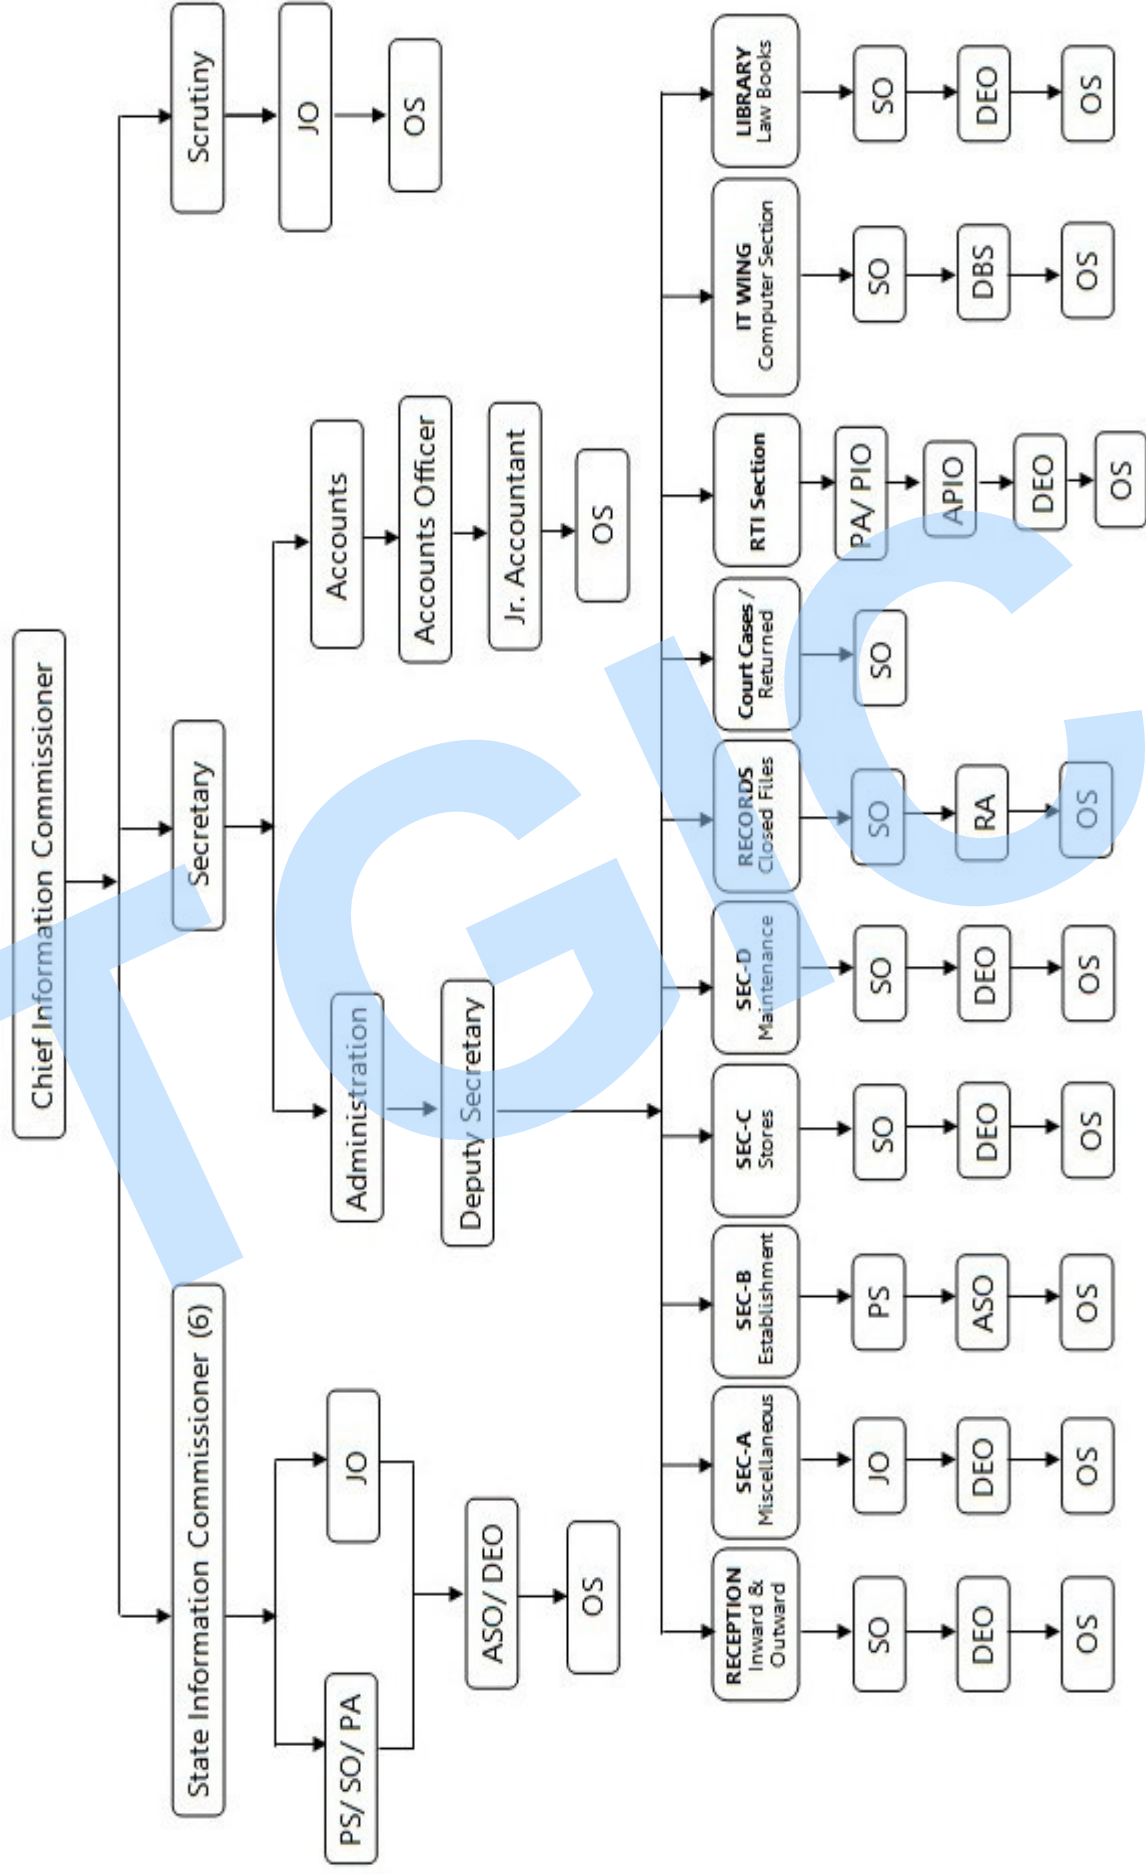 Chief Information Commissioner
State Information Commissioner (6)
Secretary
Scrutiny
PS/ SO/ PA
JO
ASO/ DEO
OS
Administration
Deputy Secretary
Accounts
Accounts Officer
Jr. Accountant
OS
JO
OS
RECEPTION
Inward &
Outward
SO
DEO
OS
SEC-A
Miscellaneous
JO
DEO
OS
SEC-B
Establishment
PS
ASO
OS
SEC-C
Stores
SO
DEO
OS
SEC-D
Maintenance
SO
DEO
OS
RECORDS
Closed Files
SO
RA
OS
Court Cases /
Returned
SO
RTI Section
PA/ PIO
APIO
DEO
OS
IT WING
Computer Section
SO
DBS
OS
LIBRARY
Law Books
SO
DEO
OS
TGIC